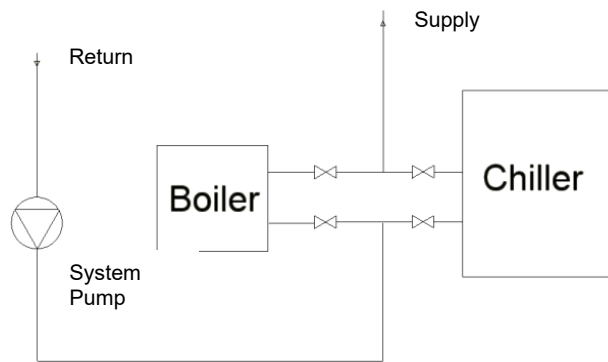 Supply
Return
Boiler
Chiller
System
Pump